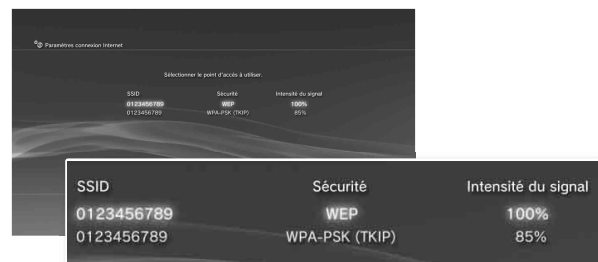 Paramètres connexion Internet
Sélectionner le point d'accès à utiliser.
SSID Sécurité Intensité du signal
0123456789 WEP 100%
0123456789 WPA-PSK (TKIP) 85%
SSID Sécurité Intensité du signal
0123456789 WEP 100%
0123456789 WPA-PSK (TKIP) 85%